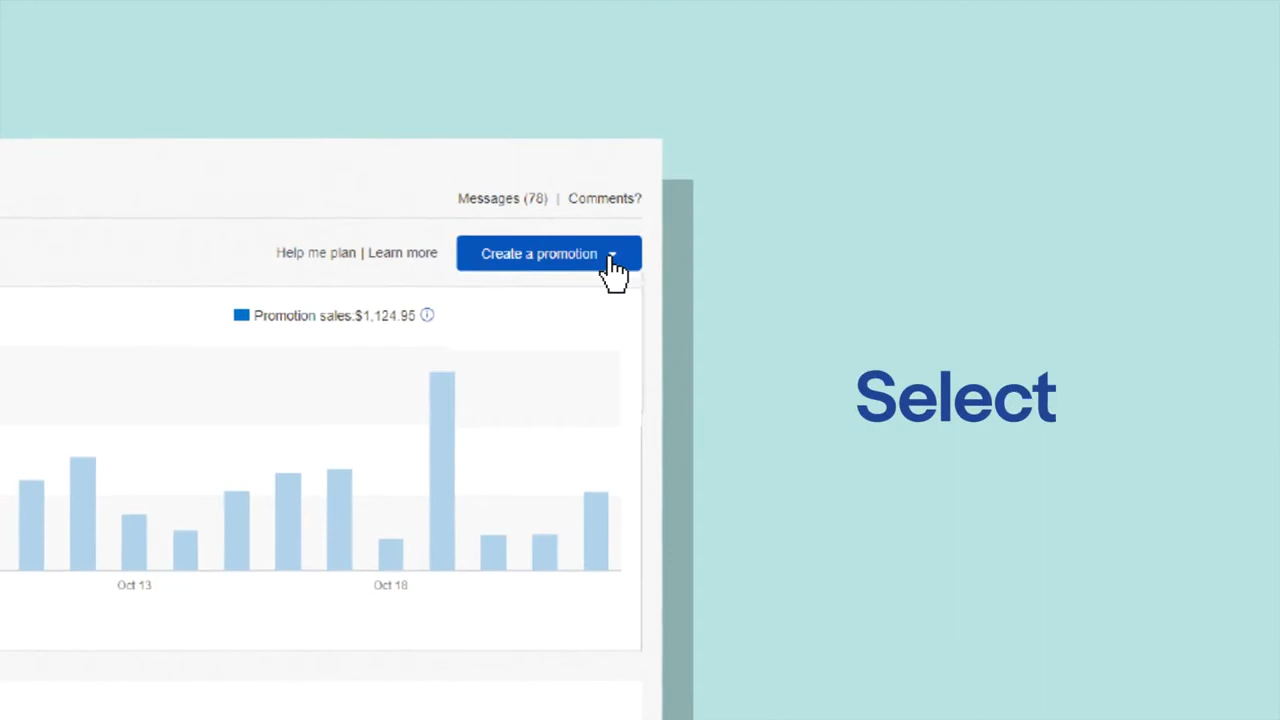 Messages (78) | Comments?
Help me plan | Learn more
Create a promotion
Promotion sales:$1,124.95
Select
Oct 13
Oct 18